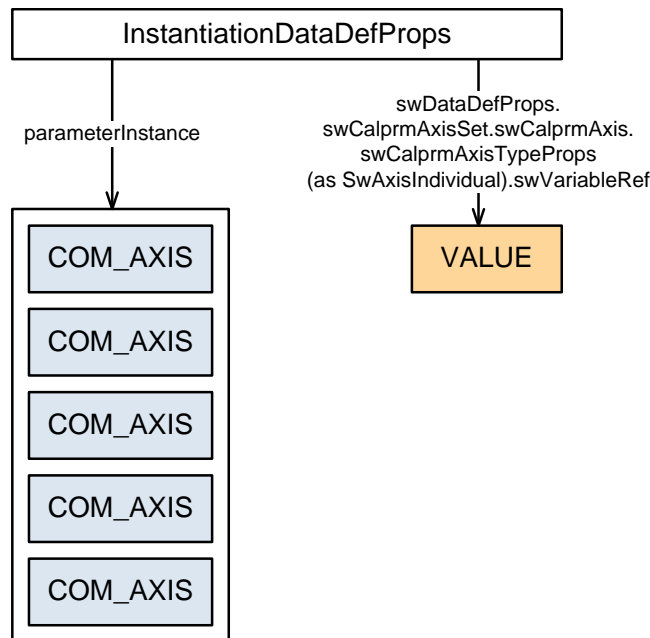 InstantiationDataDefProps
parameterInstance
swDataDefProps.
swCalprmAxisSet.swCalprmAxis.
swCalprmAxisTypeProps
(as SwAxisIndividual).swVariableRef
COM_AXIS
VALUE
COM_AXIS
COM_AXIS
COM_AXIS
COM_AXIS